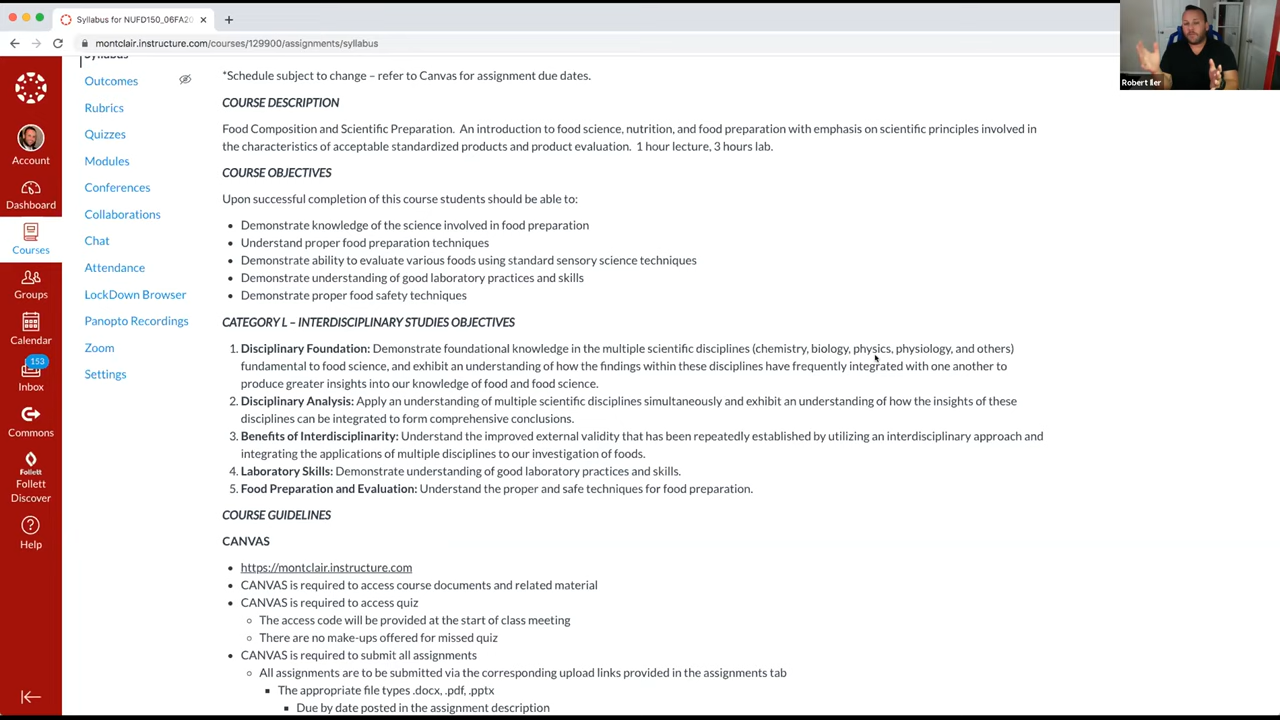 Syllabus for NUFD150_06FA20
montclair.instructure.com/courses/129900/assignments/syllabus
Robert Iler
Account
Dashboard
Courses
Groups
Calendar
153
Inbox
Commons
Follett
Follett
Discover
Help
Syllabus
Outcomes
Rubrics
Quizzes
Modules
Conferences
Collaborations
Chat
Attendance
LockDown Browser
Panopto Recordings
Zoom
Settings
*Schedule subject to change – refer to Canvas for assignment due dates.
COURSE DESCRIPTION
Food Composition and Scientific Preparation. An introduction to food science, nutrition, and food preparation with emphasis on scientific principles involved in
the characteristics of acceptable standardized products and product evaluation. 1 hour lecture, 3 hours lab.
COURSE OBJECTIVES
Upon successful completion of this course students should be able to:
• Demonstrate knowledge of the science involved in food preparation
• Understand proper food preparation techniques
• Demonstrate ability to evaluate various foods using standard sensory science techniques
• Demonstrate understanding of good laboratory practices and skills
• Demonstrate proper food safety techniques
CATEGORY L – INTERDISCIPLINARY STUDIES OBJECTIVES
1. Disciplinary Foundation: Demonstrate foundational knowledge in the multiple scientific disciplines (chemistry, biology, physics, physiology, and others)
fundamental to food science, and exhibit an understanding of how the findings within these disciplines have frequently integrated with one another to
produce greater insights into our knowledge of food and food science.
2. Disciplinary Analysis: Apply an understanding of multiple scientific disciplines simultaneously and exhibit an understanding of how the insights of these
disciplines can be integrated to form comprehensive conclusions.
3. Benefits of Interdisciplinarity: Understand the improved external validity that has been repeatedly established by utilizing an interdisciplinary approach and
integrating the applications of multiple disciplines to our investigation of foods.
4. Laboratory Skills: Demonstrate understanding of good laboratory practices and skills.
5. Food Preparation and Evaluation: Understand the proper and safe techniques for food preparation.
COURSE GUIDELINES
CANVAS
• https://montclair.instructure.com
• CANVAS is required to access course documents and related material
• CANVAS is required to access quiz
◦ The access code will be provided at the start of class meeting
◦ There are no make-ups offered for missed quiz
• CANVAS is required to submit all assignments
◦ All assignments are to be submitted via the corresponding upload links provided in the assignments tab
▪ The appropriate file types .docx, .pdf, .pptx
▪ Due by date posted in the assignment description